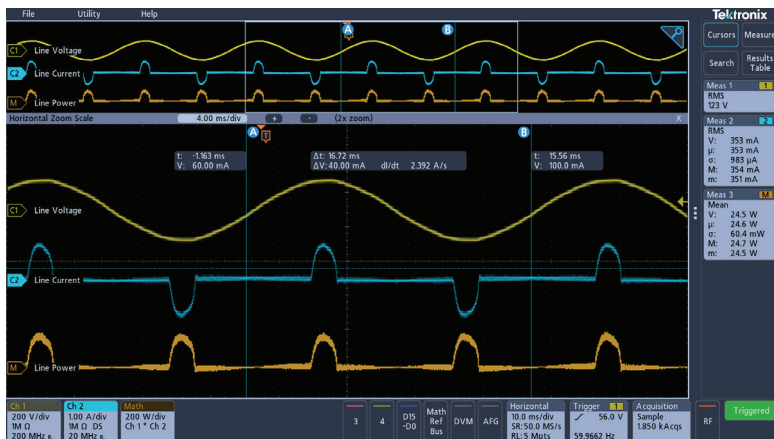 File Utility Help
Tektronix
A
B
C1 Line Voltage
C2 Line Current
M Line Power
Cursors Measure
Search Results Table
Horizontal Zoom Scale 4.00 ms/div + - (2x zoom) X
A T B
t: -1.163 ms
V: 60.00 mA
Δt: 16.72 ms
ΔV: 40.00 mA dI/dt 2.392 A/s
t: 15.56 ms
V: 100.0 mA
C1 Line Voltage
C2 Line Current
M Line Power
Meas 1 1
RMS
123 V
Meas 2 2
RMS
V: 353 mA
μ: 353 mA
σ: 983 μA
M: 354 mA
m: 351 mA
Meas 3 M
Mean
V: 24.5 W
μ: 24.6 W
σ: 60.4 mW
M: 24.7 W
m: 24.5 W
Ch 1
200 V/div
1M Ω
200 MHz
Ch 2
1.00 A/div
1M Ω DS
20 MHz
Math
200 W/div
Ch 1 * Ch 2
3
4
D15
-D0
Math
Ref
Bus
DVM
AFG
Horizontal
10.0 ms/div
SR:50.0 MS/s
RL:5 Mpts
Trigger 1
56.0 V
59.9662 Hz
Acquisition
Sample
1.850 kAcqs
RF
Triggered